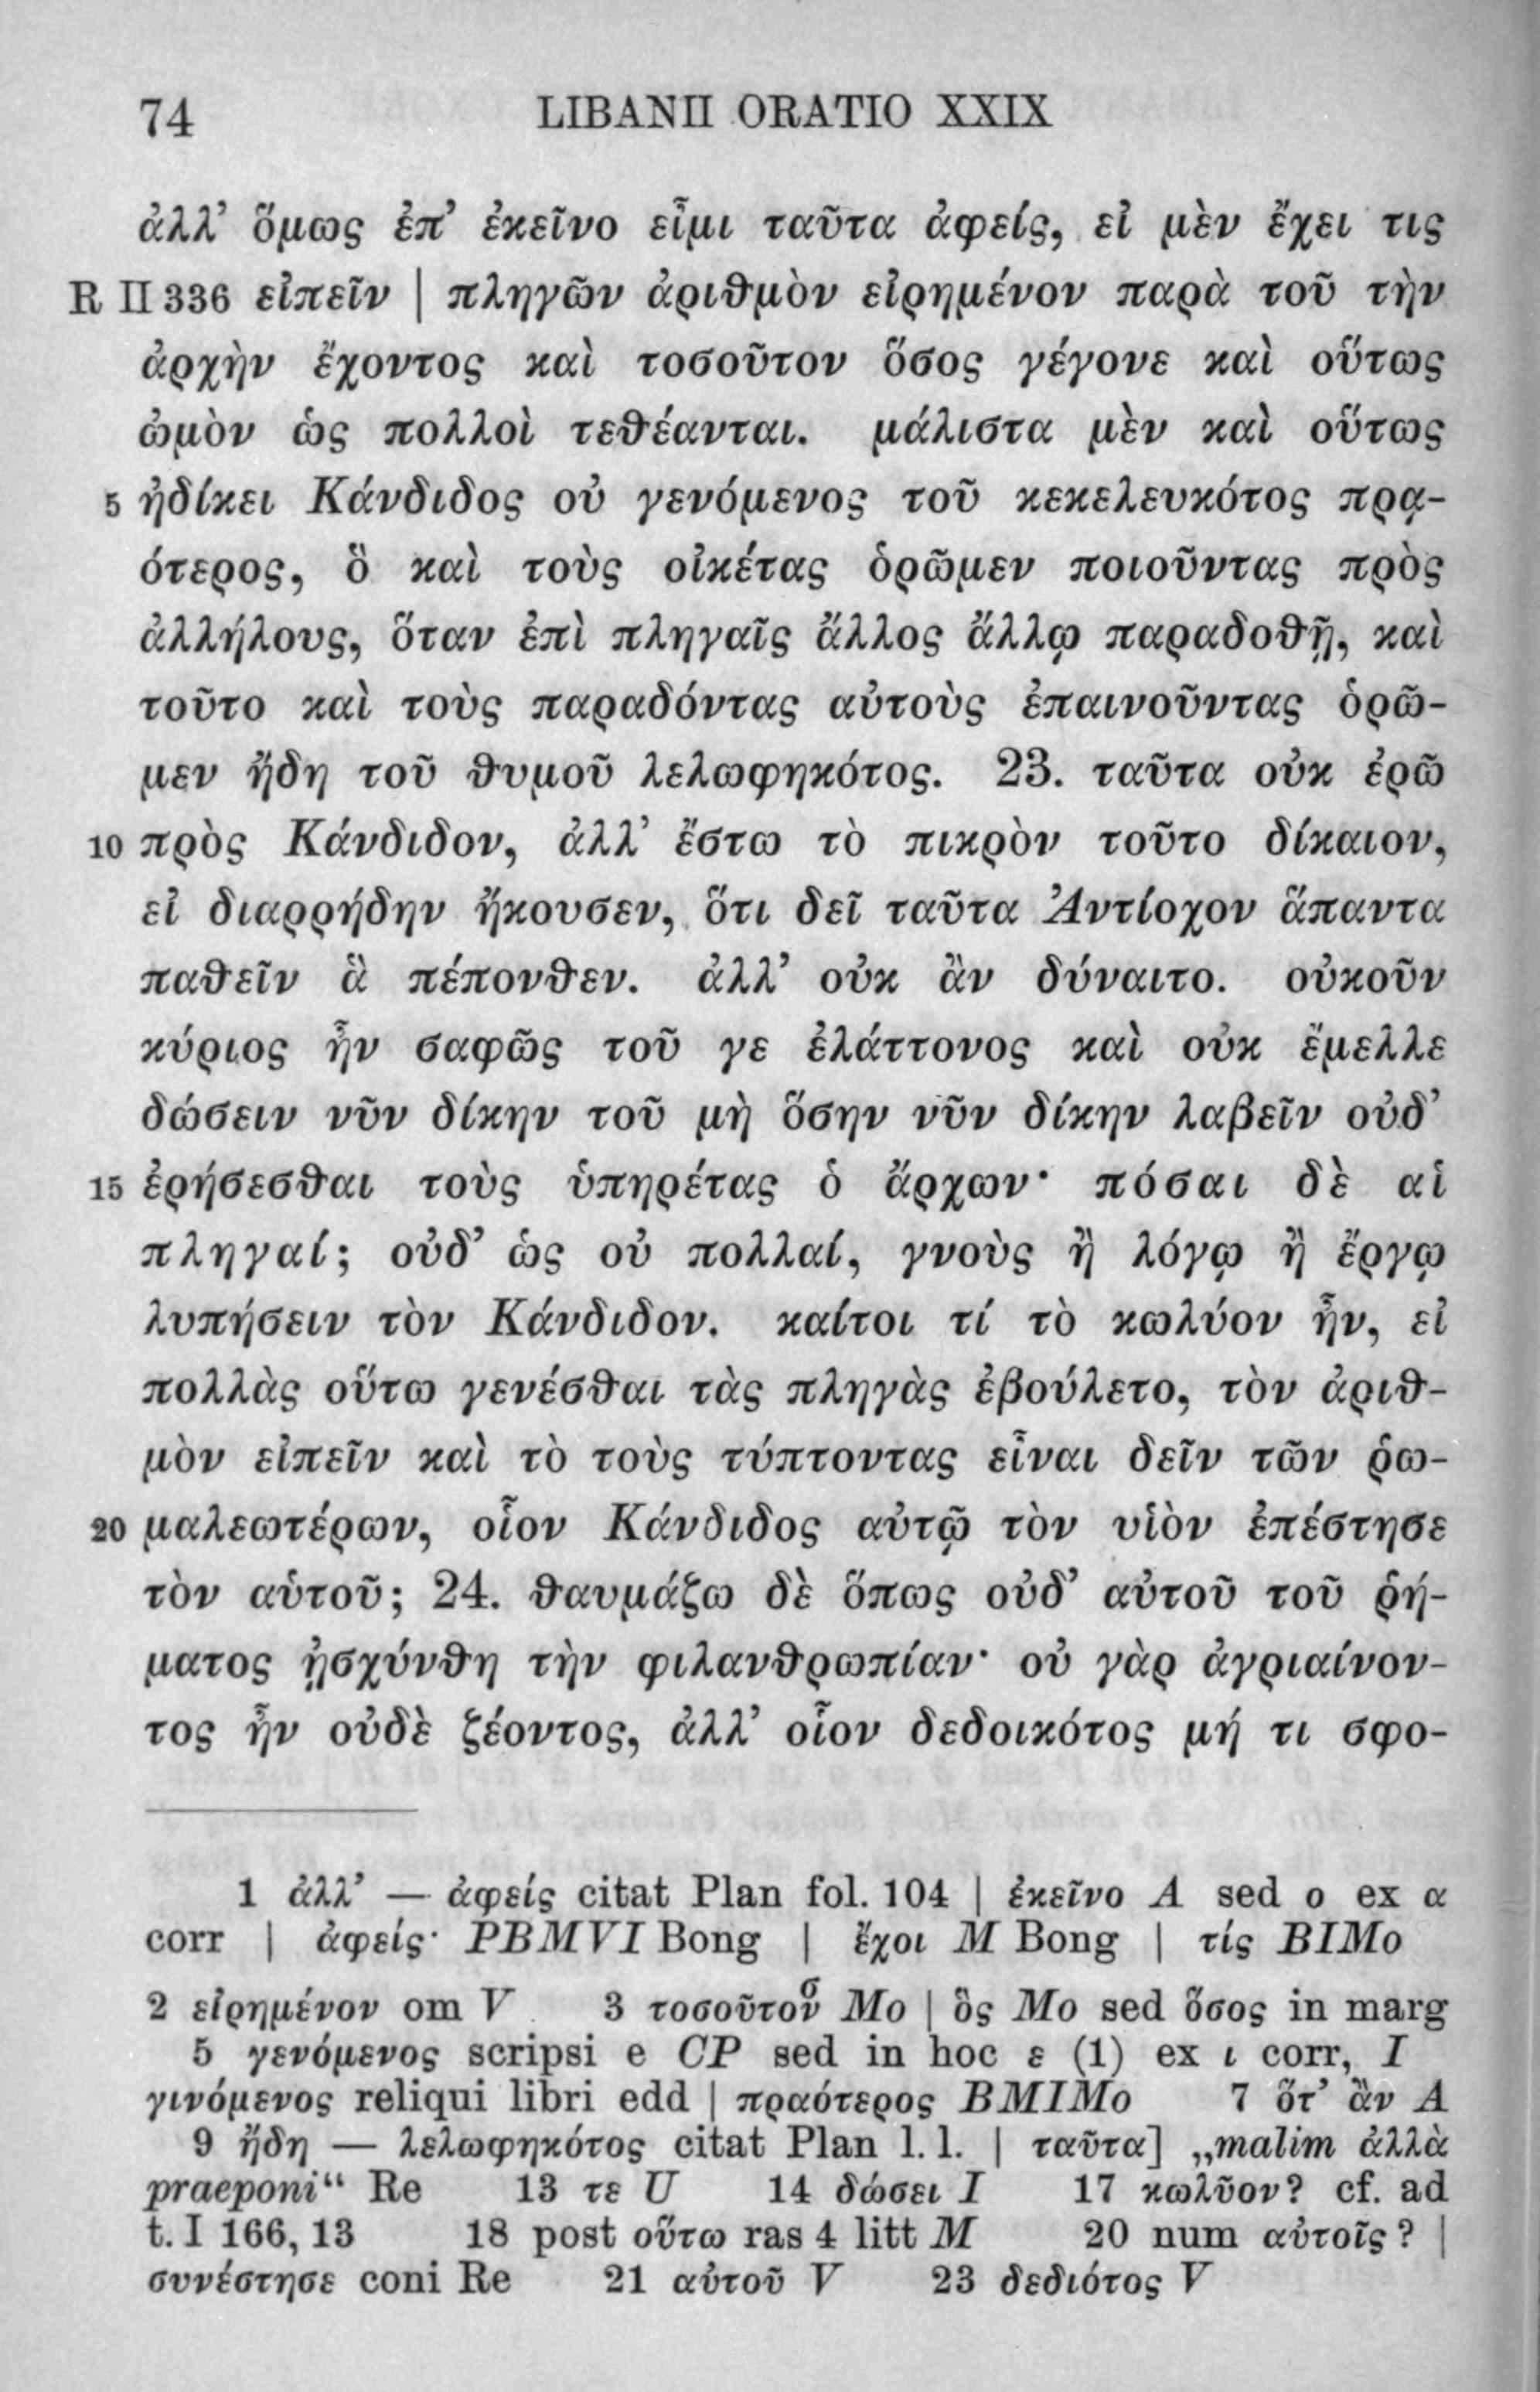 74 LIBANII ORATIO XXIX
ἀλλ’ ὅμως ἐπ’ ἐκεῖνο εἶμι ταῦτα ἀφείς, εἰ μὲν ἔχει τις
R II 336 εἰπεῖν | πληγῶν ἀριθμὸν εἰρημένον παρὰ τοῦ τὴν
ἀρχὴν ἔχοντος καὶ τοσοῦτον ὅσος γέγονε καὶ οὕτως
ὠμὸν ὡς πολλοὶ τεθέανται. μάλιστα μὲν καὶ οὕτως
5 ἠδίκει Κάνδιδος οὐ γενόμενος τοῦ κεκελευκότος πρᾳ-
ότερος, ὃ καὶ τοὺς οἰκέτας ὁρῶμεν ποιοῦντας πρὸς
ἀλλήλους, ὅταν ἐπὶ πληγαῖς ἄλλος ἄλλῳ παραδοθῇ, καὶ
τοῦτο καὶ τοὺς παραδόντας αὐτοὺς ἐπαινοῦντας ὁρῶ-
μεν ἤδη τοῦ θυμοῦ λελωφηκότος. 23. ταῦτα οὐκ ἐρῶ
10 πρὸς Κάνδιδον, ἀλλ’ ἔστω τὸ πικρὸν τοῦτο δίκαιον,
εἰ διαρρήδην ἤκουσεν, ὅτι δεῖ ταῦτα Ἀντίοχον ἅπαντα
παθεῖν ἃ πέπονθεν. ἀλλ’ οὐκ ἂν δύναιτο. οὐκοῦν
κύριος ἦν σαφῶς τοῦ γε ἐλάττονος καὶ οὐκ ἔμελλε
δώσειν νῦν δίκην τοῦ μὴ ὅσην νῦν δίκην λαβεῖν οὐδ’
15 ἐρήσεσθαι τοὺς ὑπηρέτας ὁ ἄρχων· πόσαι δὲ αἱ
πληγαί; οὐδ’ ὡς οὐ πολλαί, γνοὺς ἢ λόγῳ ἢ ἔργῳ
λυπήσειν τὸν Κάνδιδον. καίτοι τί τὸ κωλύον ἦν, εἰ
πολλὰς οὕτω γενέσθαι τὰς πληγὰς ἐβούλετο, τὸν ἀριθ-
μὸν εἰπεῖν καὶ τὸ τοὺς τύπτοντας εἶναι δεῖν τῶν ῥω-
20 μαλεωτέρων, οἷον Κάνδιδος αὐτῷ τὸν υἱὸν ἐπέστησε
τὸν αὑτοῦ; 24. θαυμάζω δὲ ὅπως οὐδ’ αὐτοῦ τοῦ ῥή-
ματος ᾐσχύνθη τὴν φιλανθρωπίαν· οὐ γὰρ ἀγριαίνον-
τος ἦν οὐδὲ ζέοντος, ἀλλ’ οἷον δεδοικότος μή τι σφο-
1 ἀλλ’ — ἀφείς citat Plan fol. 104 | ἐκεῖνο A sed ο ex α
corr | ἀφείς· PBMVI Bong | ἔχοι M Bong | τίς BIMo
2 εἰρημένον om V 3 τοσοῦτον̑ͨ Mo | ὃς Mo sed ὅσος in marg
5 γενόμενος scripsi e CP sed in hoc ε (1) ex ι corr, I
γινόμενος reliqui libri edd | πραότερος BMIMo 7 ὅτ’ ἂν A
9 ἤδη — λελωφηκότος citat Plan l. l. | ταῦτα] „malim ἀλλὰ
praeponi“ Re 13 τε U 14 δώσει I 17 κωλῦον? cf. ad
t. I 166, 13 18 post οὕτω ras 4 litt M 20 num αὐτοῖς? |
συνέστησε coni Re 21 αὐτοῦ V 23 δεδιότος V